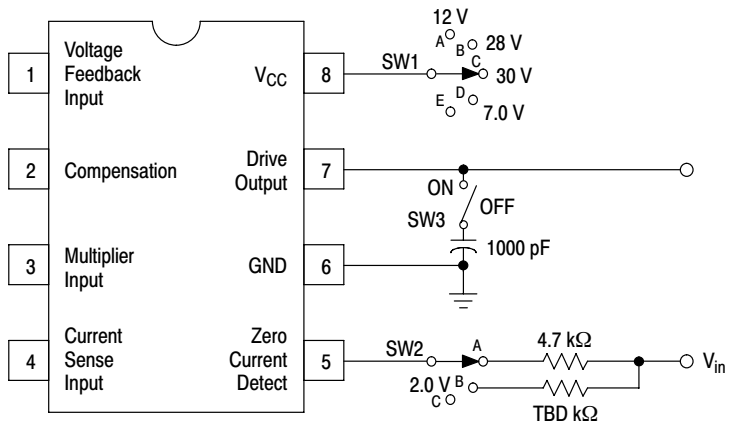 1
Voltage
Feedback
Input
2
Compensation
3
Multiplier
Input
4
Current
Sense
Input
VCC
8
Drive
Output
7
GND
6
Zero
Current
Detect
5
SW1
12 V
A
B
28 V
C
30 V
D
7.0 V
E
ON
OFF
SW3
1000 pF
SW2
A
4.7 kΩ
Vin
2.0 V
B
C
TBD kΩ